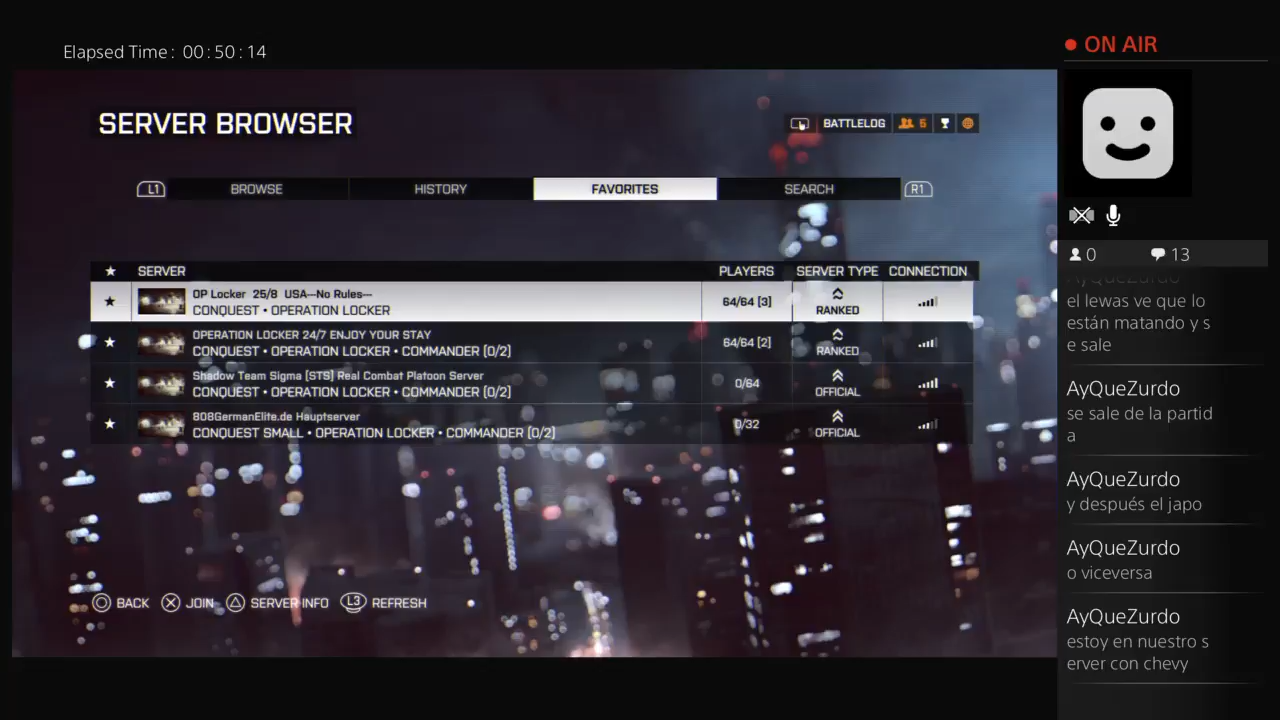 Elapsed Time: 00:50:14
ON AIR
SERVER BROWSER
BATTLELOG 5
L1 BROWSE HISTORY FAVORITES SEARCH R1
0 13
SERVER PLAYERS SERVER TYPE CONNECTION
OP Locker 25/8 USA--No Rules--
CONQUEST • OPERATION LOCKER
64/64 [3]
RANKED
OPERATION LOCKER 24/7 ENJOY YOUR STAY
CONQUEST • OPERATION LOCKER • COMMANDER [0/2]
64/64 [2]
RANKED
Shadow Team Sigma [STS] Real Combat Platoon Server
CONQUEST • OPERATION LOCKER • COMMANDER [0/2]
0/64
OFFICIAL
808GermanElite.de Hauptserver
CONQUEST SMALL • OPERATION LOCKER • COMMANDER [0/2]
0/32
OFFICIAL
BACK JOIN SERVER INFO L3 REFRESH
AyQueZurdo
el lewas ve que lo
están matando y s
e sale
AyQueZurdo
se sale de la partid
a
AyQueZurdo
y después el japo
AyQueZurdo
o viceversa
AyQueZurdo
estoy en nuestro s
erver con chevy